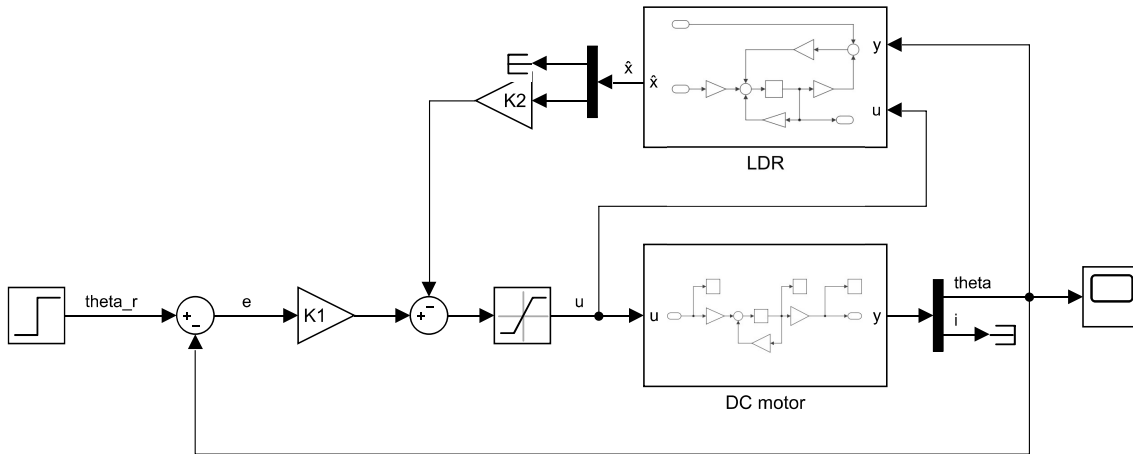 x̂
x̂
y
u
K2
LDR
theta_r
e
K1
u
u
y
theta
i
DC motor
+
−
+
−